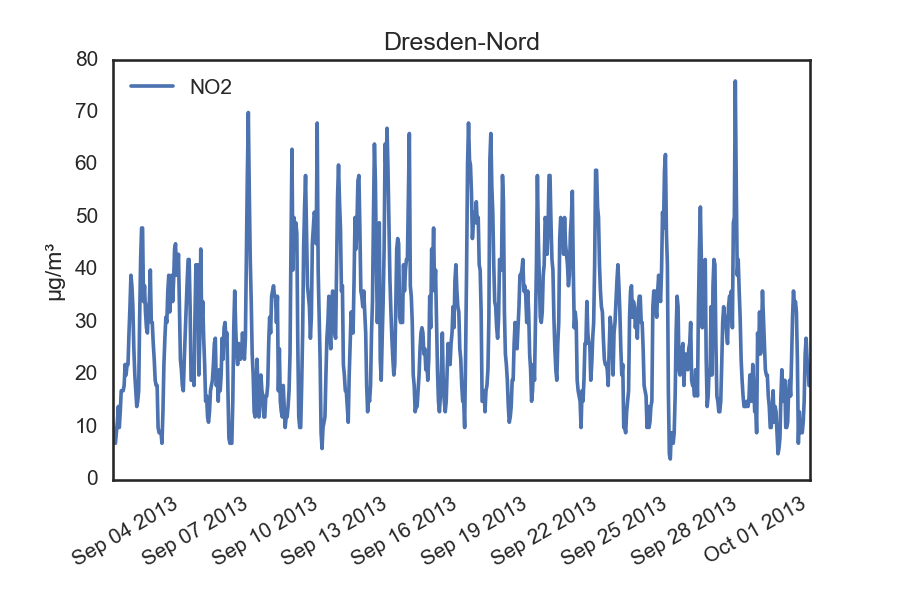 Dresden-Nord
NO2
µg/m³
80
70
60
50
40
30
20
10
0
Sep 04 2013
Sep 07 2013
Sep 10 2013
Sep 13 2013
Sep 16 2013
Sep 19 2013
Sep 22 2013
Sep 25 2013
Sep 28 2013
Oct 01 2013